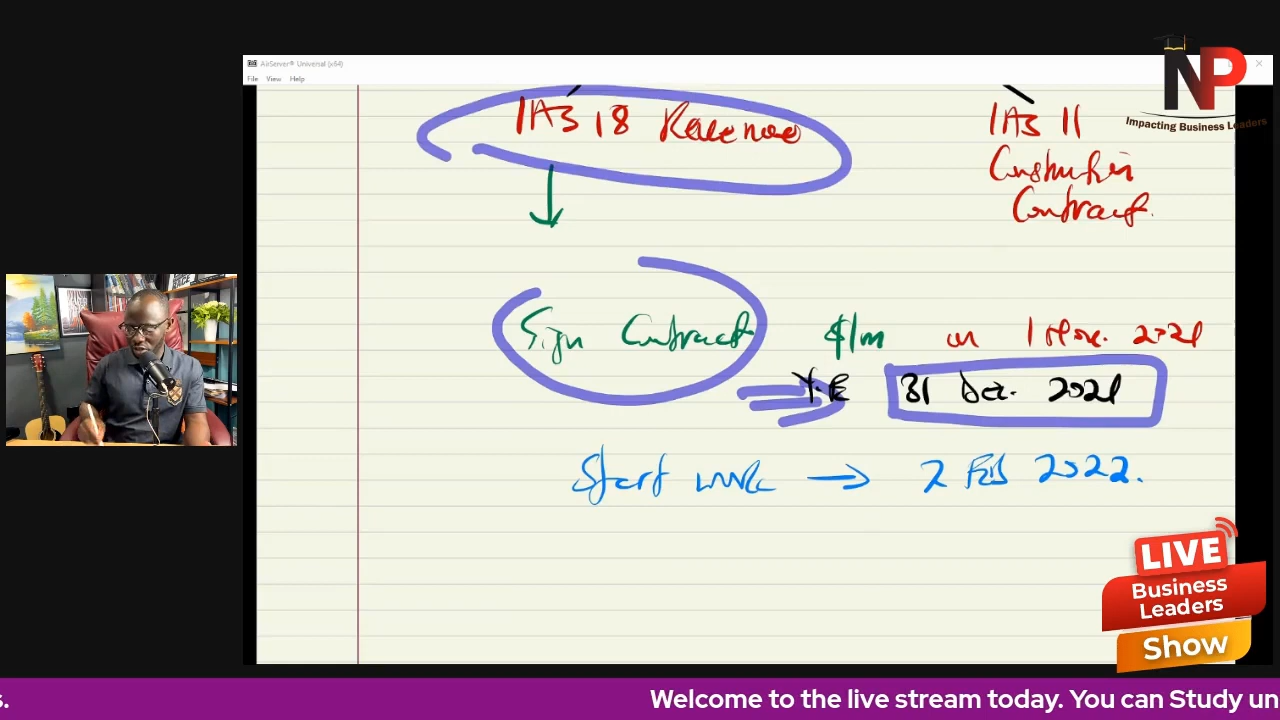 AirServer® Universal (x64)
File View Help
NP
Impacting Business Leaders
IAS 18 Revenue
IAS 11
Construction
Contract.
Sign Contract $1m on 1 Nov. 2021
Y.E 31 Dec. 2021
Start work → 2 Feb 2022.
LIVE
Business
Leaders
Show
s. Welcome to the live stream today. You can Study un